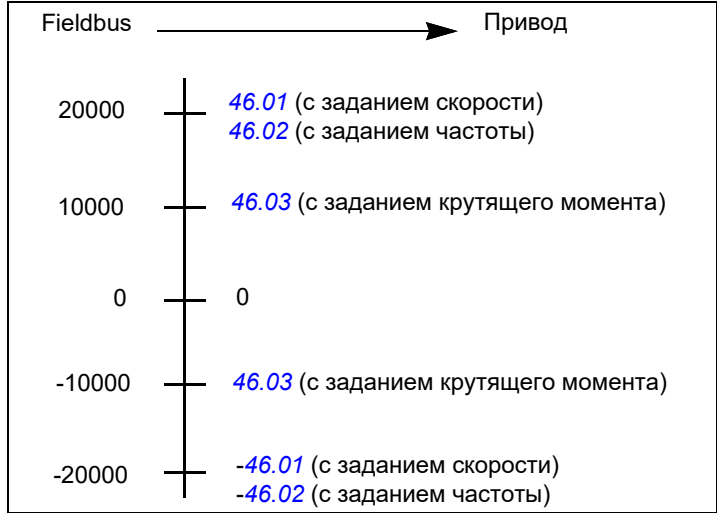 Fieldbus Привод
20000 46.01 (с заданием скорости)
46.02 (с заданием частоты)
10000 46.03 (с заданием крутящего момента)
0 0
-10000 46.03 (с заданием крутящего момента)
-20000 -46.01 (с заданием скорости)
-46.02 (с заданием частоты)